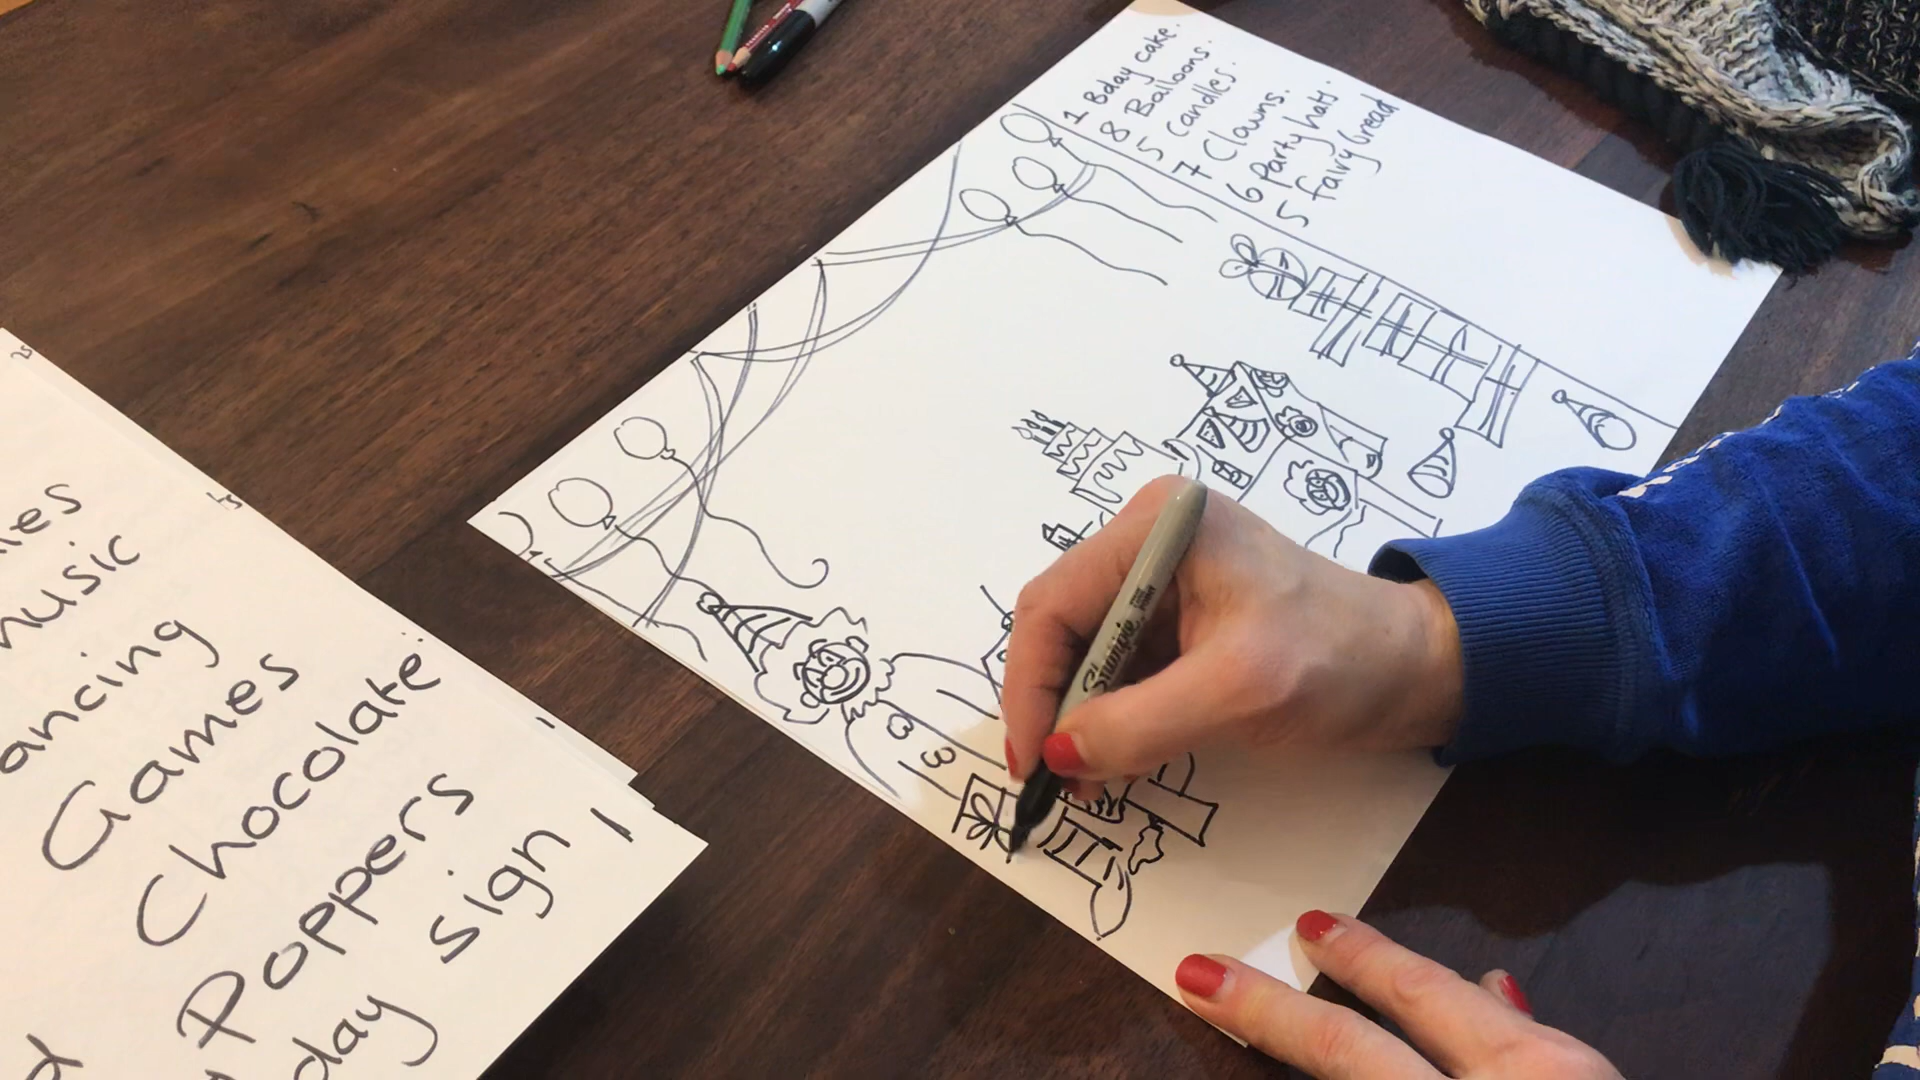 1 Bday cake.
8 Balloons.
5 candles.
7 Clowns.
6 Party hats.
5 fairy bread
Sharpie
music
ancing
Games
Chocolate
Poppers
day sign